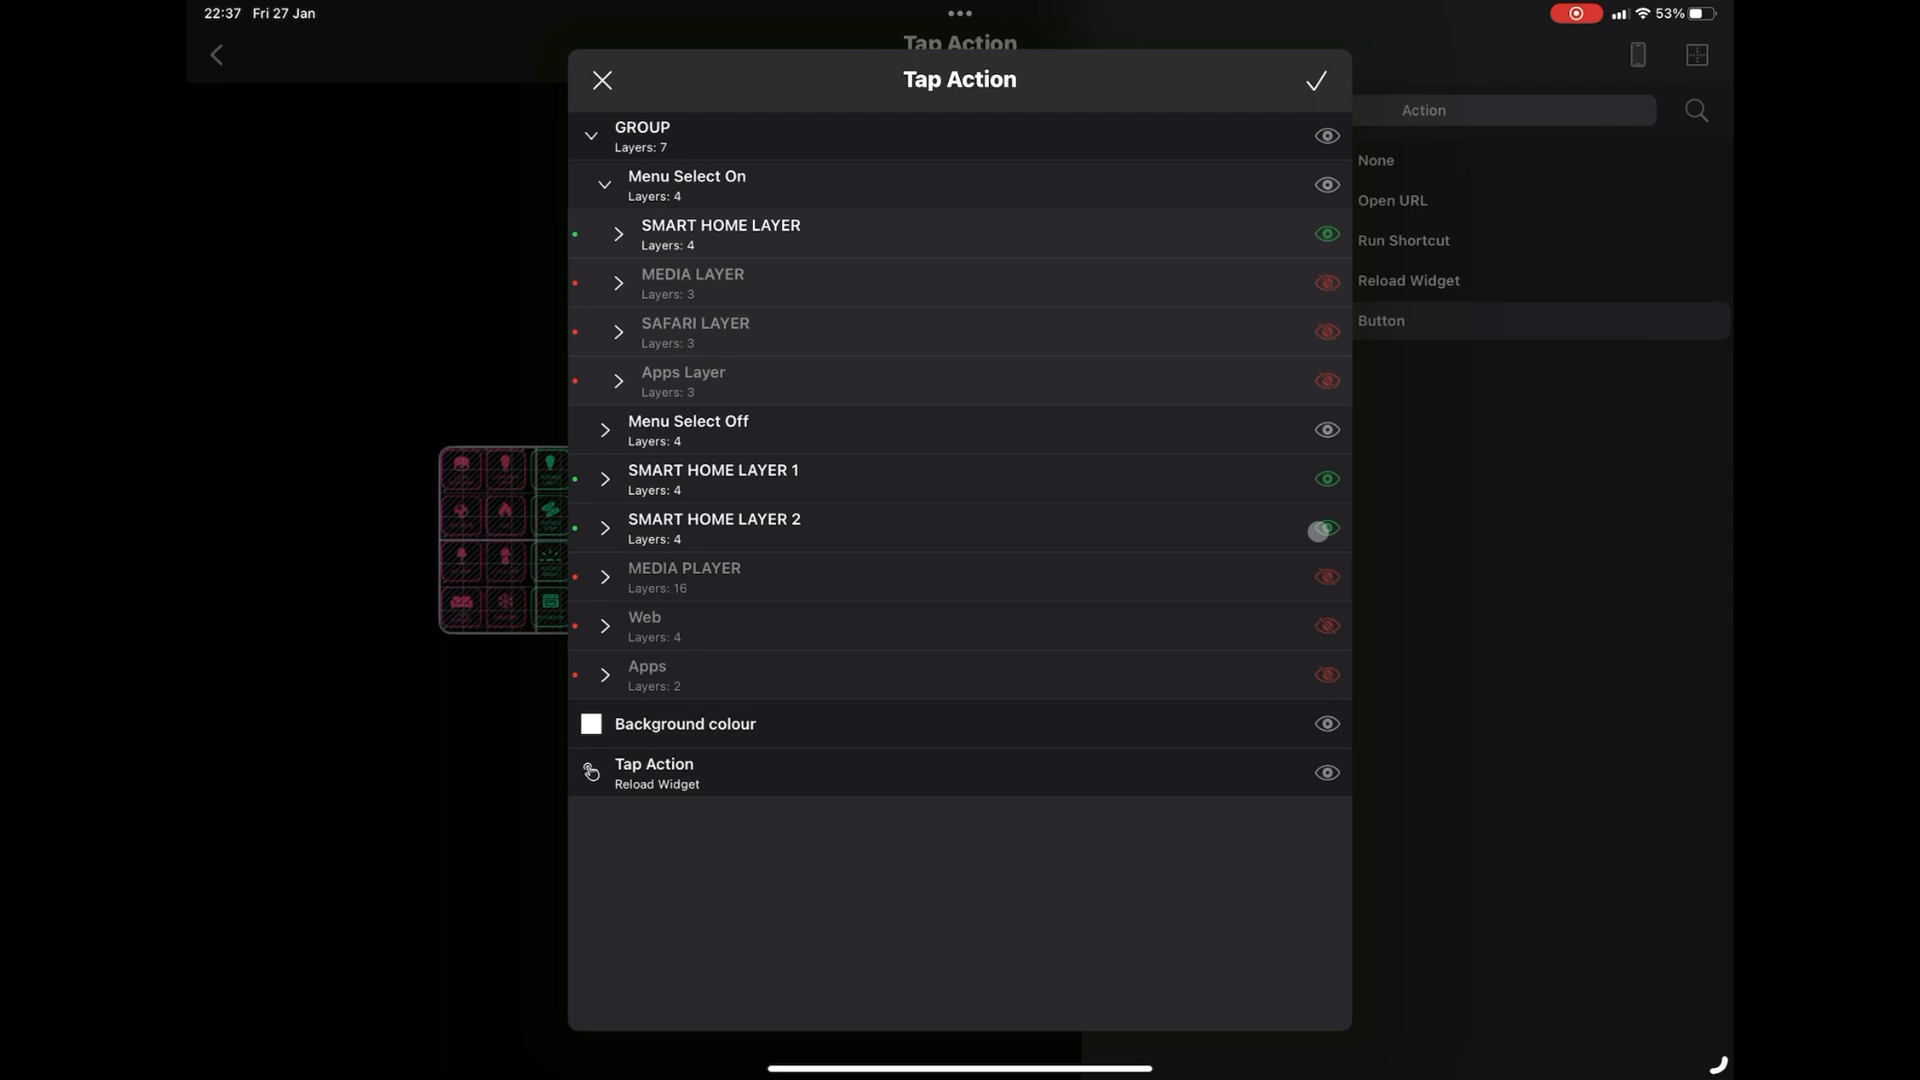 22:37 Fri 27 Jan
53%
Tap Action
Tap Action
Action
GROUP
Layers: 7
None
Menu Select On
Layers: 4
Open URL
SMART HOME LAYER
Layers: 4
Run Shortcut
MEDIA LAYER
Layers: 3
Reload Widget
SAFARI LAYER
Layers: 3
Button
Apps Layer
Layers: 3
Menu Select Off
Layers: 4
SMART HOME LAYER 1
Layers: 4
SMART HOME LAYER 2
Layers: 4
MEDIA PLAYER
Layers: 16
Web
Layers: 4
Apps
Layers: 2
Background colour
Tap Action
Reload Widget